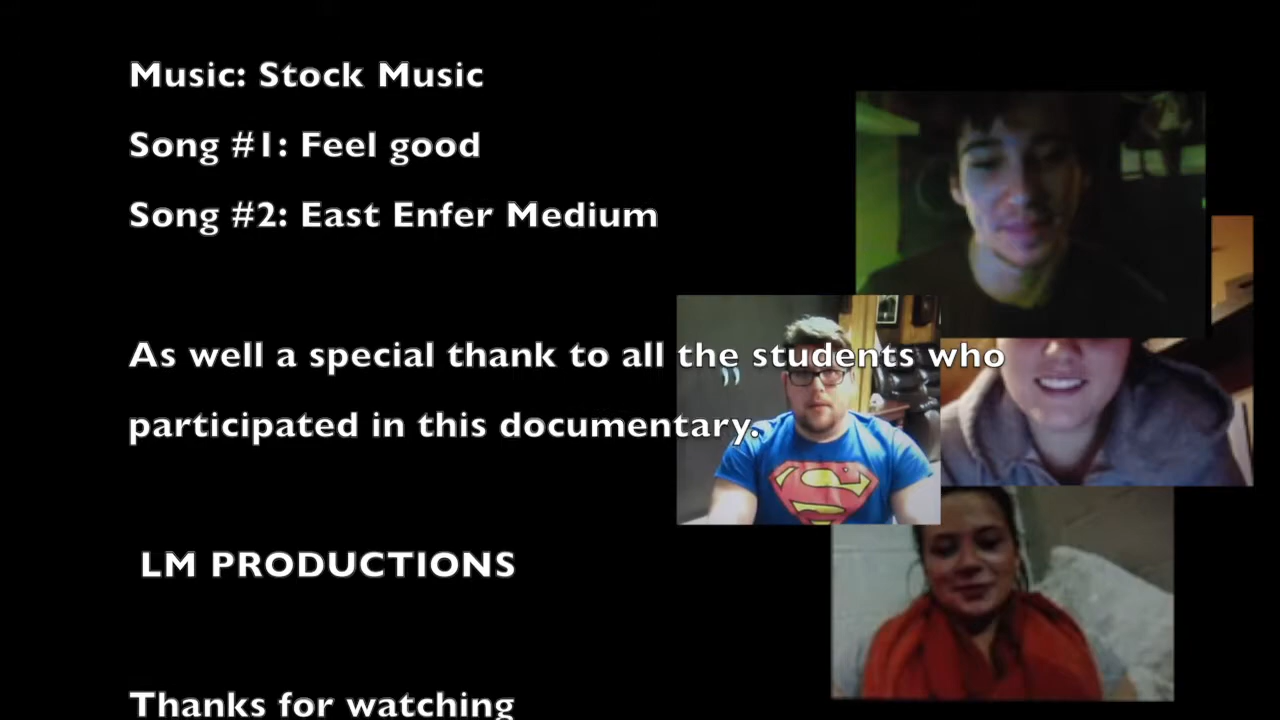 Music: Stock Music
Song #1: Feel good
Song #2: East Enfer Medium
As well a special thank to all the students who
participated in this documentary.
LM PRODUCTIONS
Thanks for watching